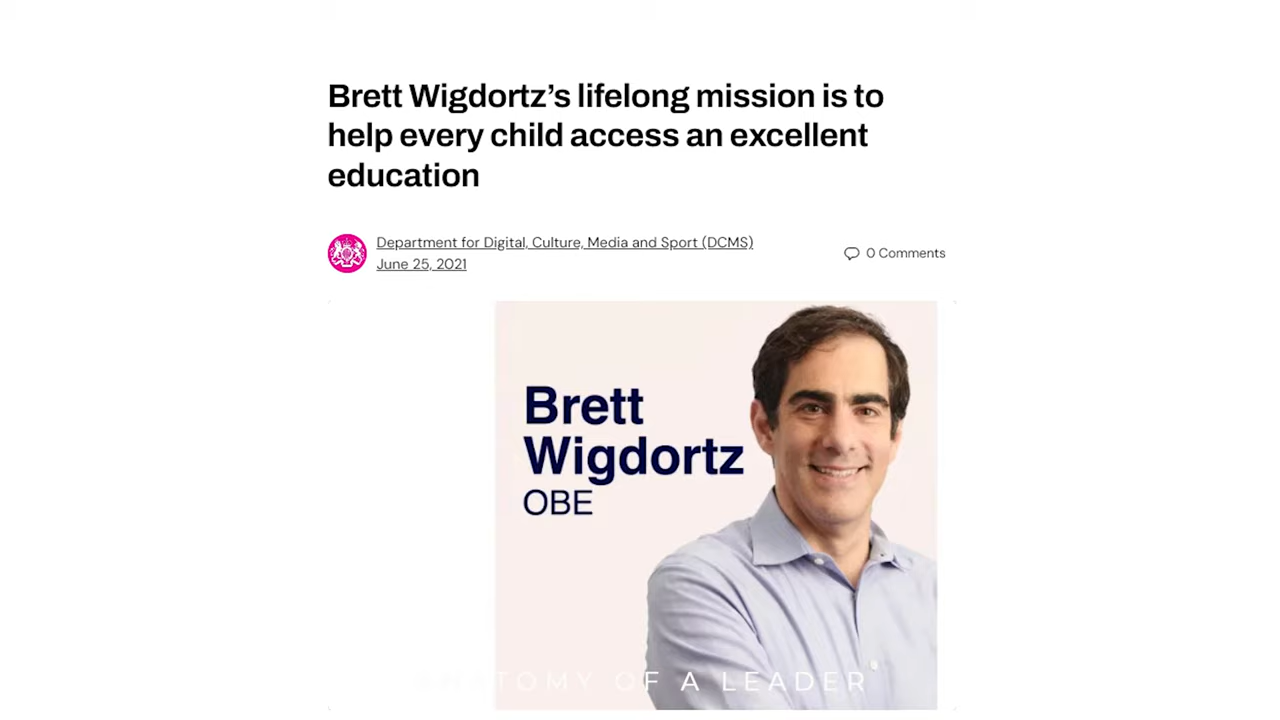 Brett Wigdortz’s lifelong mission is to
help every child access an excellent
education
Department for Digital, Culture, Media and Sport (DCMS)
June 25, 2021
0 Comments
Brett
Wigdortz
OBE
ANATOMY OF A LEADER